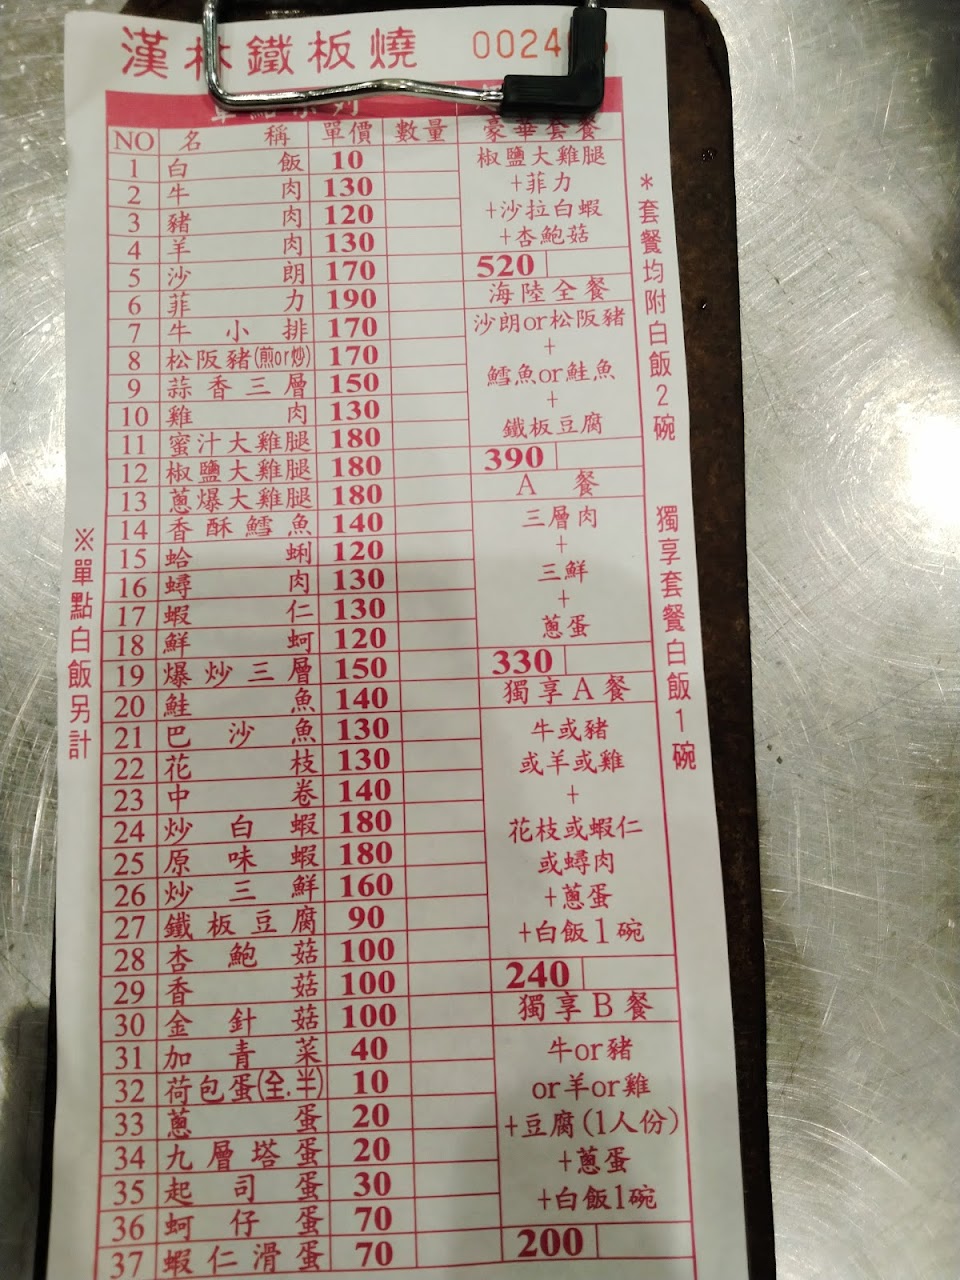 漢林鐵板燒 0024
NO 名稱 單價 數量
1 白飯 10
2 牛肉 130
3 豬肉 120
4 羊肉 130
5 沙朗 170
6 菲力 190
7 牛小排 170
8 松阪豬(煎or炒) 170
9 蒜香三層 150
10 雞肉 130
11 蜜汁大雞腿 180
12 椒鹽大雞腿 180
13 蔥爆大雞腿 180
14 香酥鱈魚 140
15 蛤蜊 120
16 蟳肉 130
17 蝦仁 130
18 鮮蚵 120
19 爆炒三層 150
20 鮭魚 140
21 巴沙魚 130
22 花枝 130
23 中卷 140
24 炒白蝦 180
25 原味蝦 180
26 炒三鮮 160
27 鐵板豆腐 90
28 杏鮑菇 100
29 香菇 100
30 金針菇 100
31 加青菜 40
32 荷包蛋(全.半) 10
33 蔥蛋 20
34 九層塔蛋 20
35 起司蛋 30
36 蚵仔蛋 70
37 蝦仁滑蛋 70
豪華套餐
椒鹽大雞腿
+菲力
+沙拉白蝦
+杏鮑菇
520
海陸全餐
沙朗or松阪豬
+
鱈魚or鮭魚
+
鐵板豆腐
390
A 餐
三層肉
+
三鮮
+
蔥蛋
330
獨享A餐
牛或豬
或羊或雞
+
花枝或蝦仁
或蟳肉
+蔥蛋
+白飯1碗
240
獨享B餐
牛or豬
or羊or雞
+豆腐(1人份)
+蔥蛋
+白飯1碗
200
*套餐均附白飯2碗 獨享套餐白飯1碗
※單點白飯另計